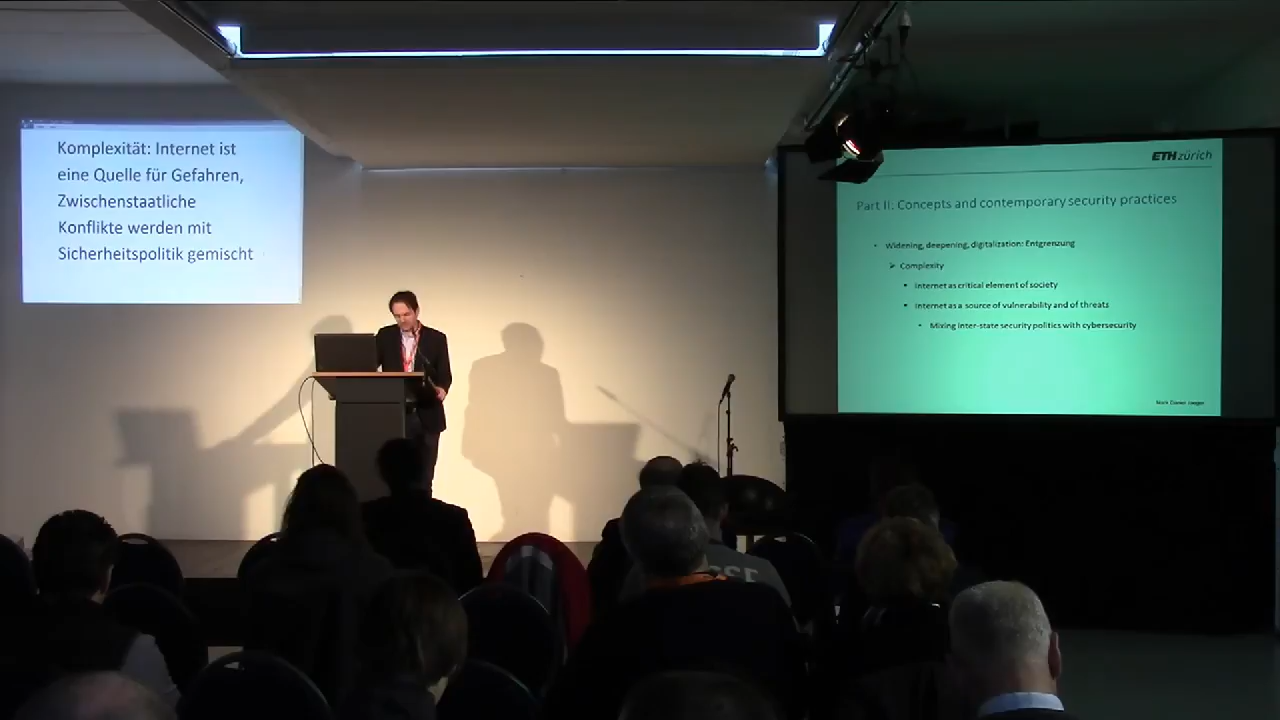 Komplexität: Internet ist
eine Quelle für Gefahren,
Zwischenstaatliche
Konflikte werden mit
Sicherheitspolitik gemischt
ETH zürich
Part II: Concepts and contemporary security practices
Widening, deepening, digitalization: Entgrenzung
Complexity
Internet as critical element of society
Internet as a source of vulnerability and of threats
Mixing inter-state security politics with cybersecurity